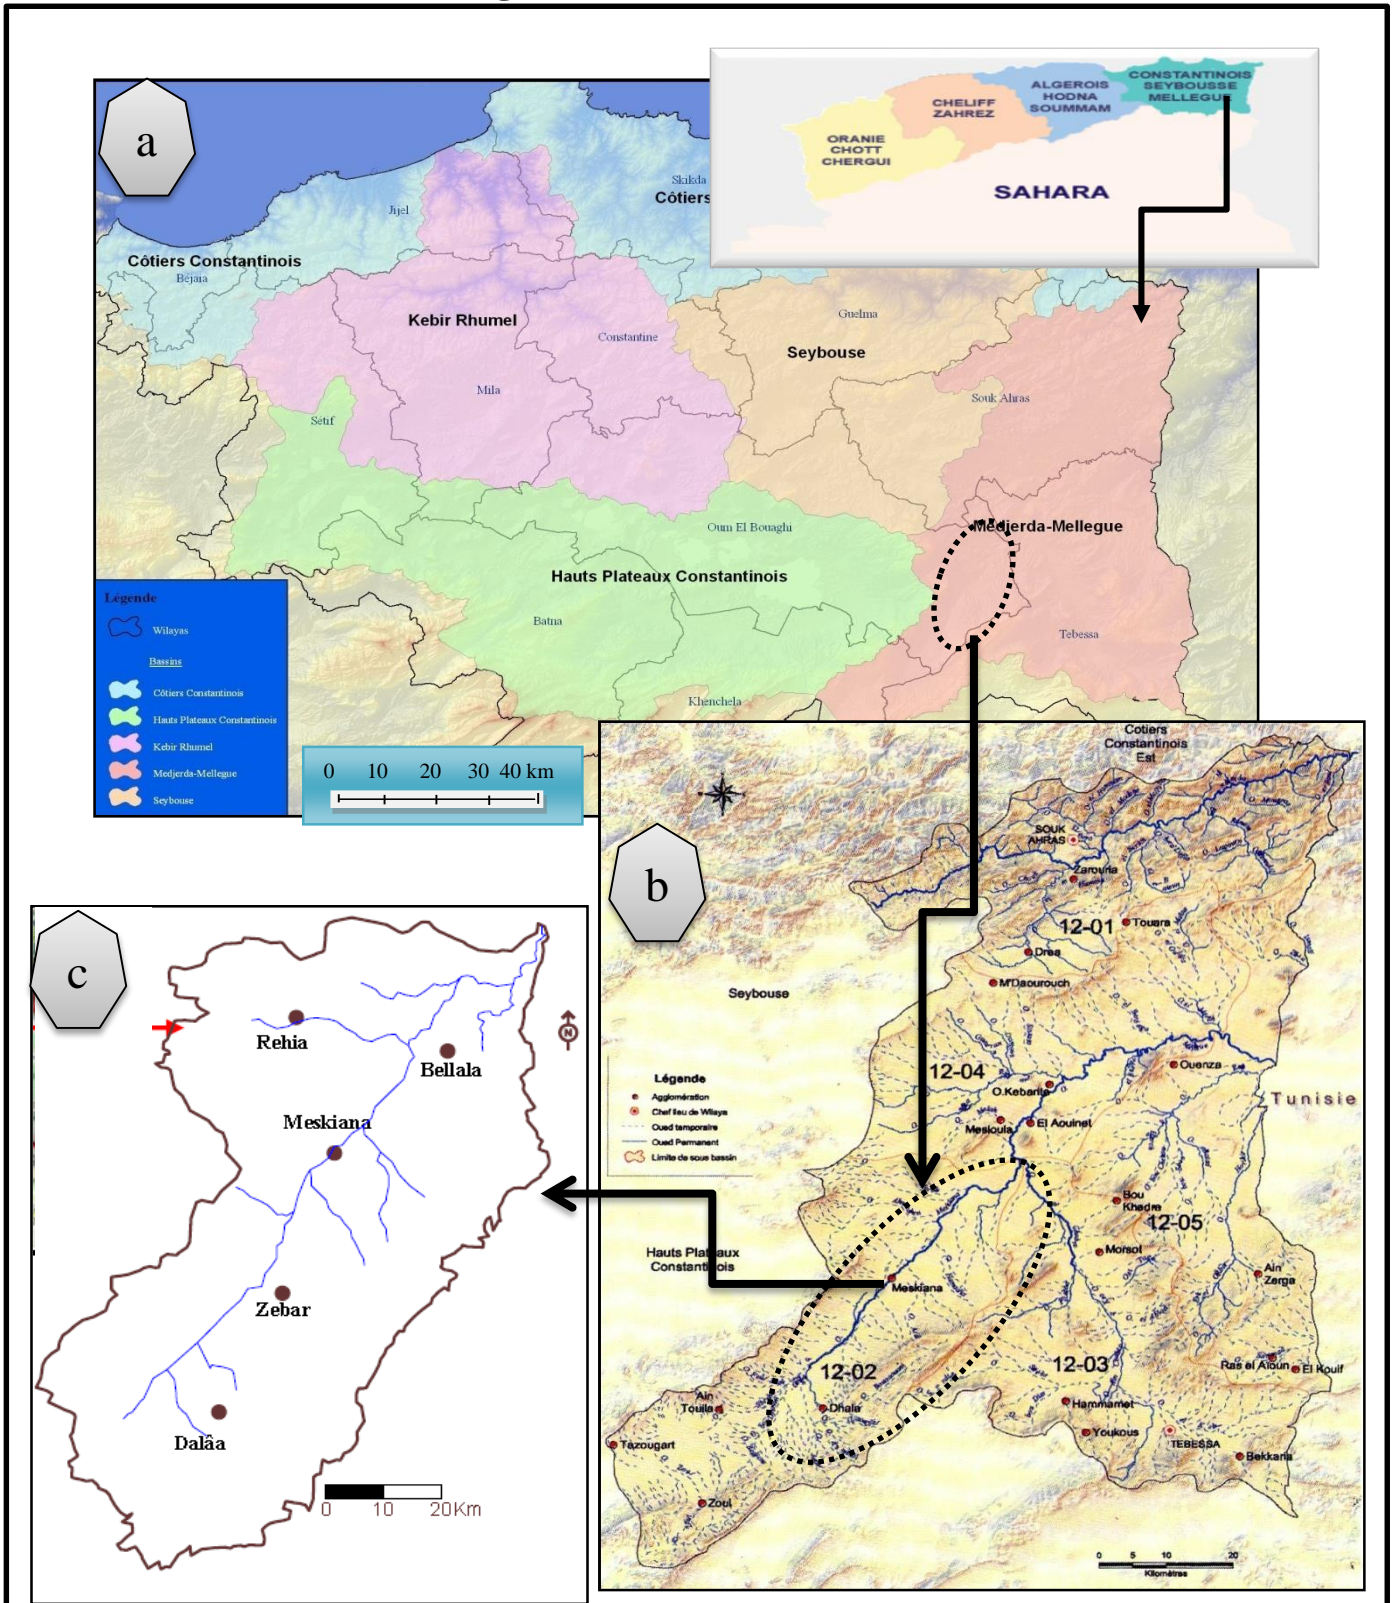 a
CONSTANTINOIS
SEYBOUSSE
MELLEGUE
ALGEROIS
HODNA
SOUMMAM
CHELIFF
ZAHREZ
ORANIE
CHOTT
CHERGUI
SAHARA
Skikda
Côtiers
Jijel
Côtiers Constantinois
Béjaia
Kebir Rhumel
Constantine
Guelma
Seybouse
Mila
Souk Ahras
Sétif
Oum El Bouaghi
Medjerda-Mellegue
Hauts Plateaux Constantinois
Batna
Tebessa
Khenchela
Légende
Wilayas
Bassins
Côtiers Constantinois
Hauts Plateaux Constantinois
Kebir Rhumel
Medjerda-Mellegue
Seybouse
0 10 20 30 40 km
b
Cotiers
Constantinois
Est
SOUK
AHRAS
Zarouria
12-01
Touara
Drea
M'Daourouch
Seybouse
12-04
Ouenza
O.Kebarite
Mesloula
El Aouinet
Tunisie
Légende
Agglomération
Chef lieu de Wilaya
Oued temporaire
Oued Permanent
Limite de sous bassin
Bou
Khadra
12-05
Morsot
Hauts Plateaux
Constantinois
Meskiana
Ain
Zerga
12-02
12-03
Ras el Aioun
El Kouif
Ain
Touila
Dhala
Hammamet
Youkous
TEBESSA
Tazougart
Bekkaria
Zoui
0 5 10 20
Kilomètres
c
N
Rehia
Bellala
Meskiana
Zebar
Dalâa
0 10 20Km